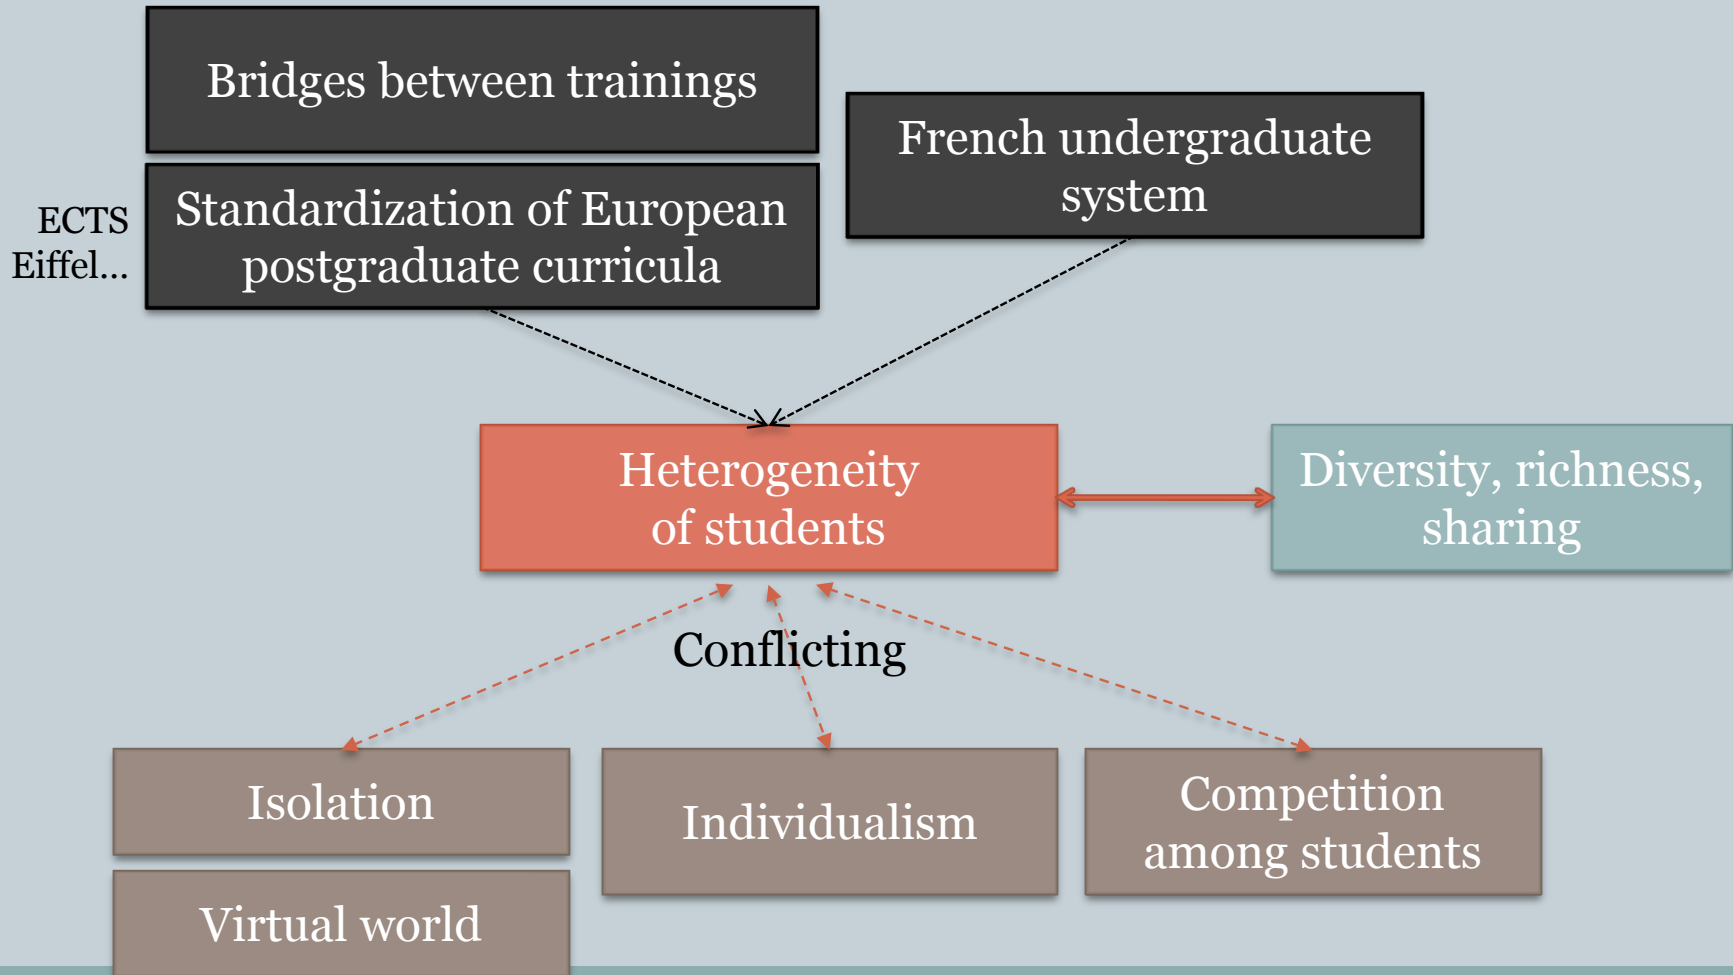 Bridges between trainings
French undergraduate
system
ECTS
Eiffel...
Standardization of European
postgraduate curricula
Heterogeneity
of students
Diversity, richness,
sharing
Conflicting
Isolation
Individualism
Competition
among students
Virtual world